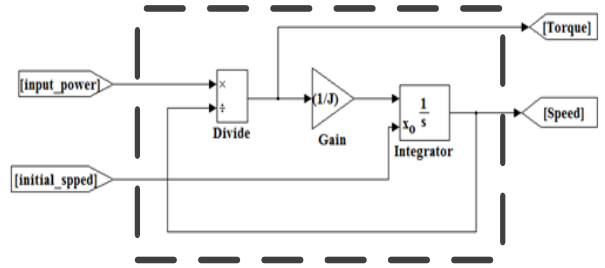 [Torque]
[input_power]
×
÷
Divide
(1/J)
Gain
1
s
x₀
Integrator
[Speed]
[initial_spped]